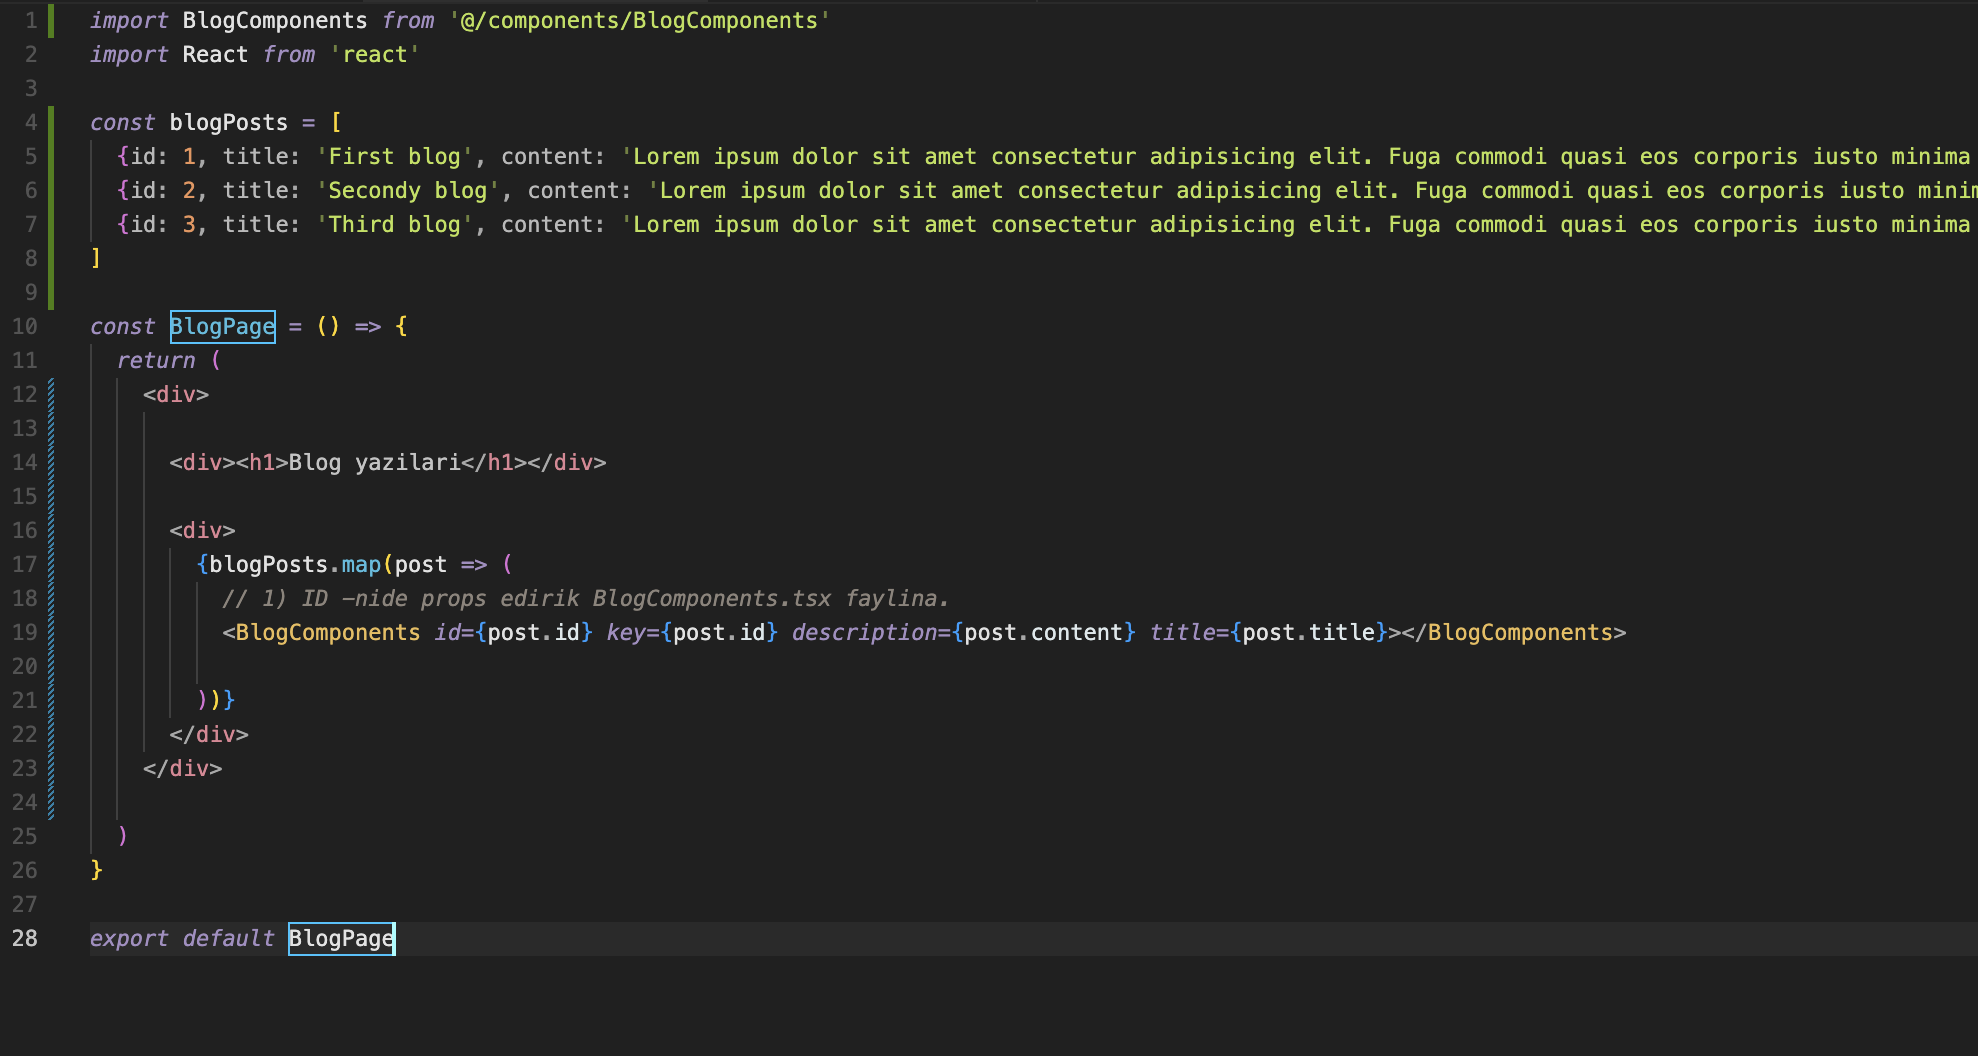 1 import BlogComponents from '@/components/BlogComponents'
2 import React from 'react'
3
4 const blogPosts = [
5 {id: 1, title: 'First blog', content: 'Lorem ipsum dolor sit amet consectetur adipisicing elit. Fuga commodi quasi eos corporis iusto minima
6 {id: 2, title: 'Secondy blog', content: 'Lorem ipsum dolor sit amet consectetur adipisicing elit. Fuga commodi quasi eos corporis iusto
7 {id: 3, title: 'Third blog', content: 'Lorem ipsum dolor sit amet consectetur adipisicing elit. Fuga commodi quasi eos corporis iusto minima
8 ]
9
10 const BlogPage = () => {
11 return (
12 <div>
13
14 <div><h1>Blog yazilari</h1></div>
15
16 <div>
17 {blogPosts.map(post => (
18 // 1) ID –nide props edirik BlogComponents.tsx faylina.
19 <BlogComponents id={post.id} key={post.id} description={post.content} title={post.title}></BlogComponents>
20
21 ))}
22 </div>
23 </div>
24
25 )
26 }
27
28 export default BlogPage